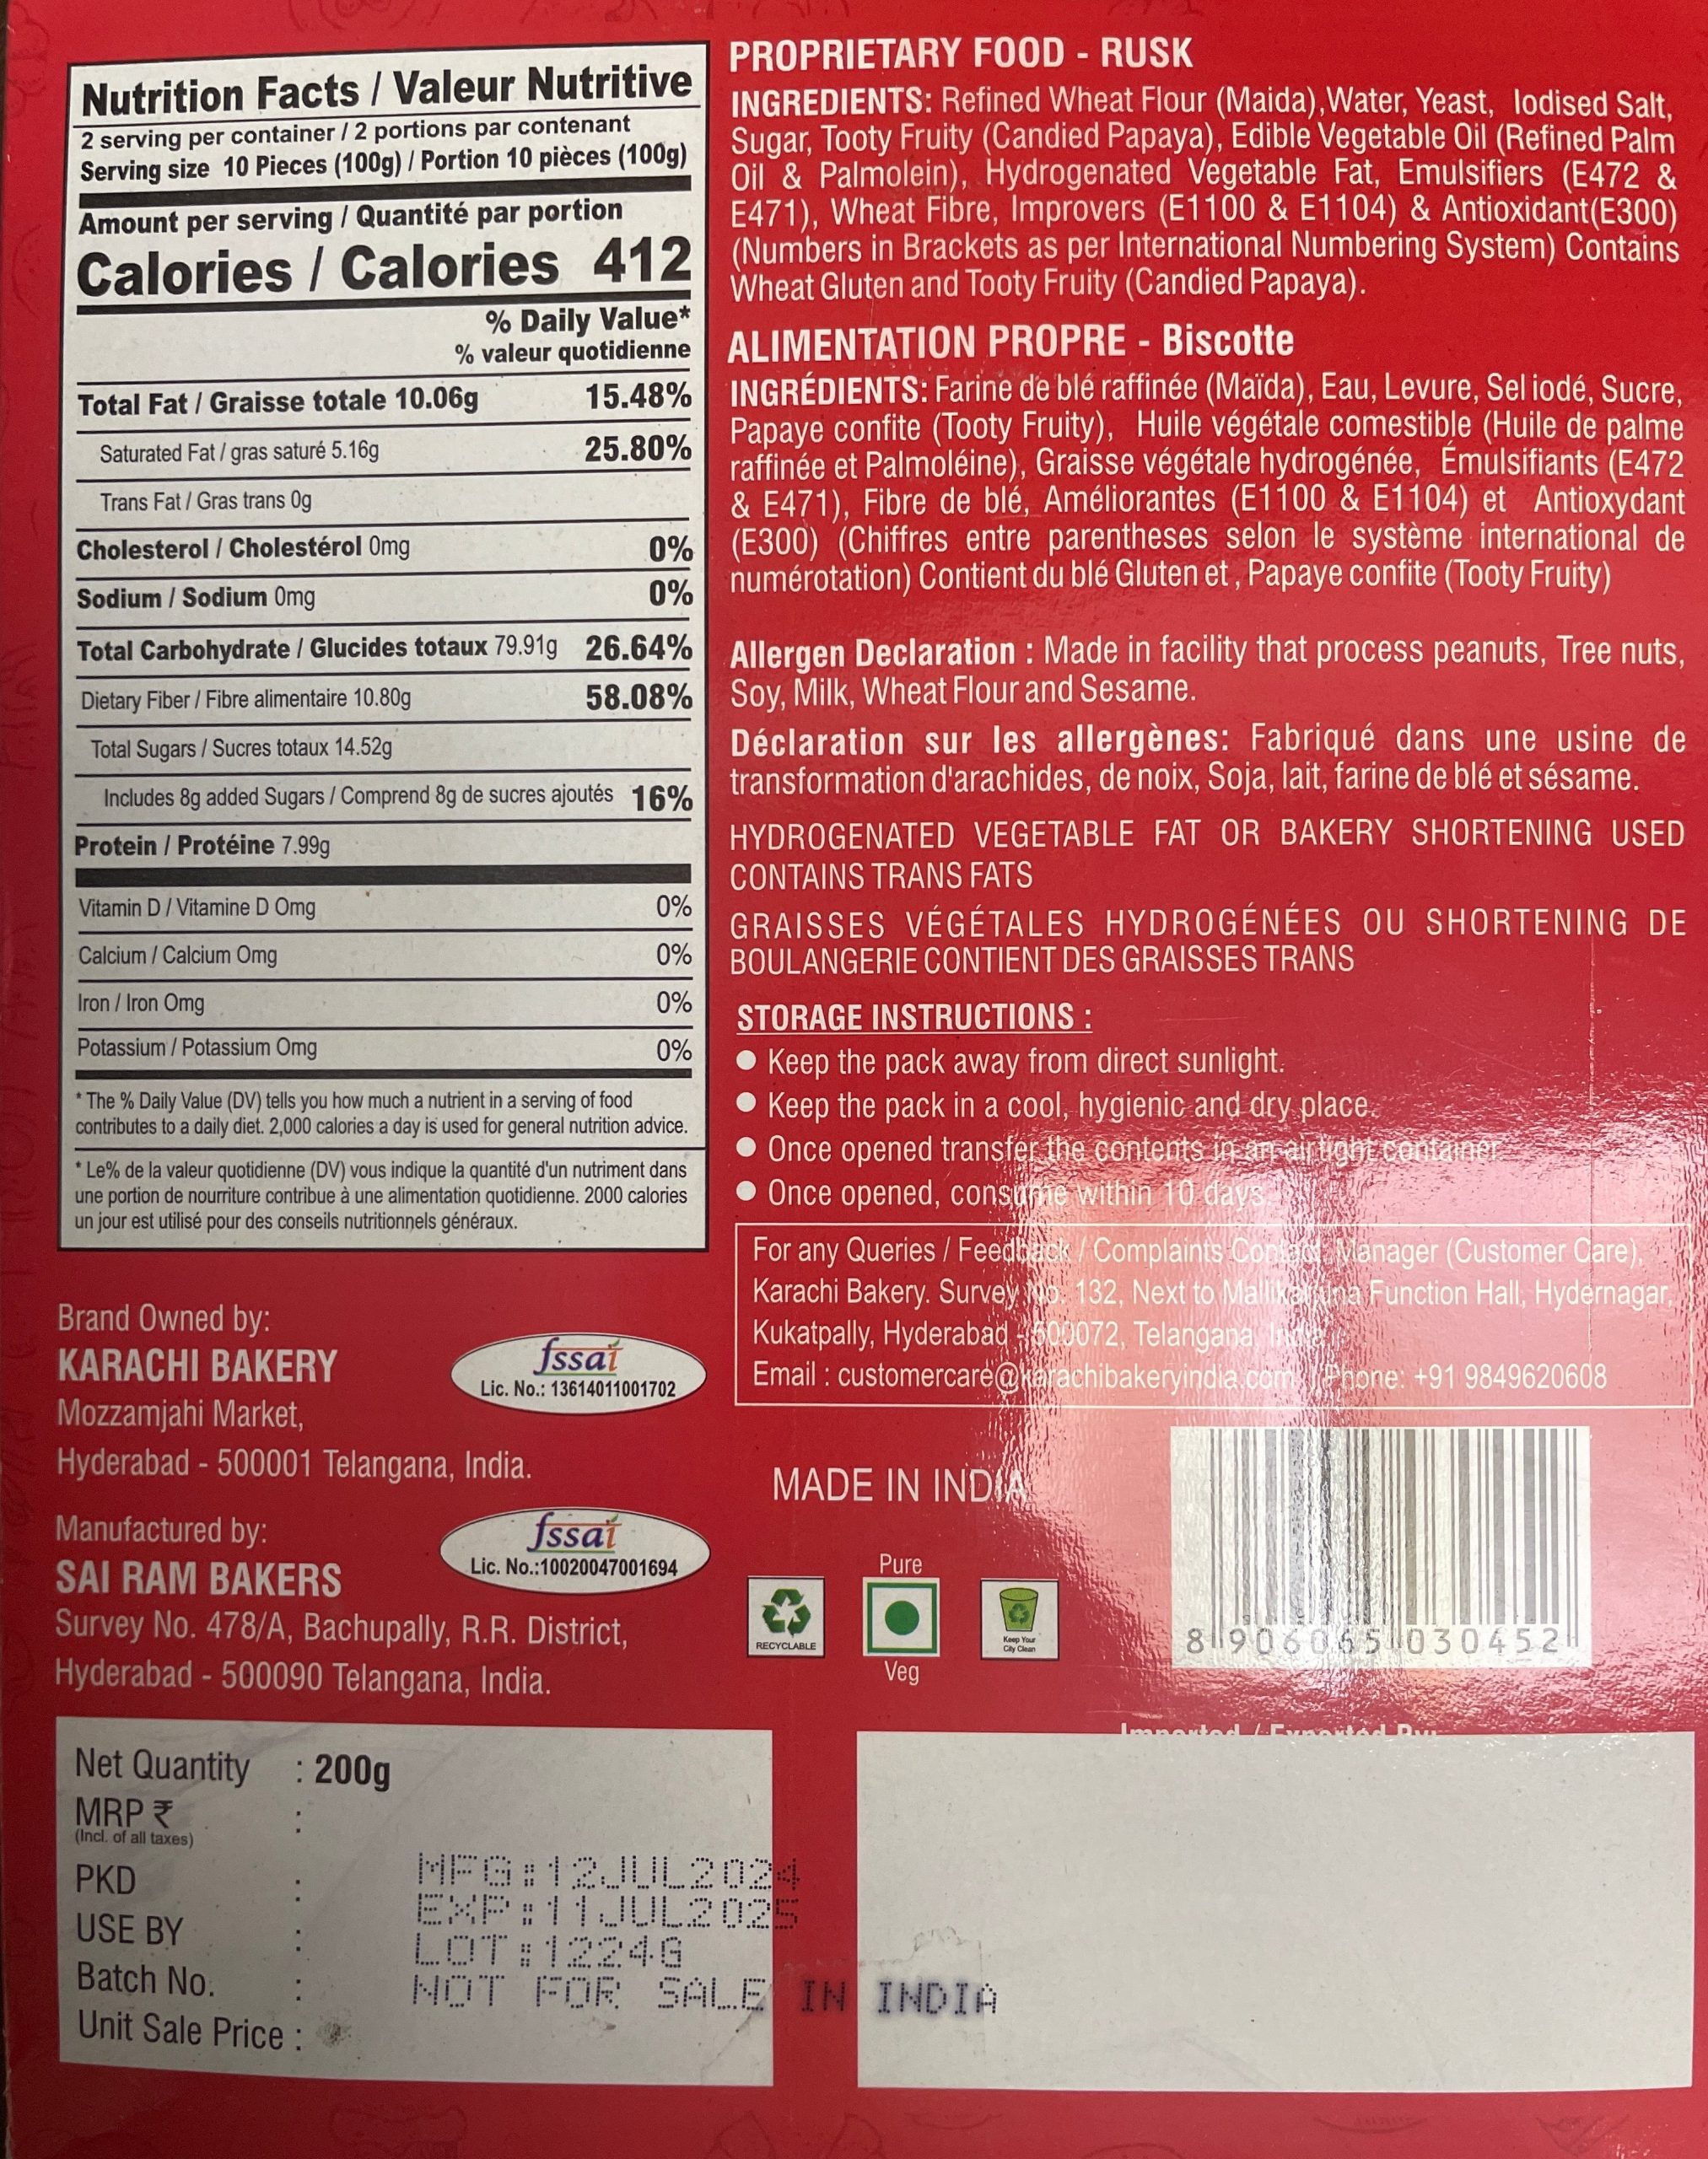 Nutrition Facts / Valeur Nutritive
2 serving per container / 2 portions par contenant
Serving size 10 Pieces (100g) / Portion 10 pièces (100g)
Amount per serving / Quantité par portion
Calories / Calories 412
% Daily Value*
% valeur quotidienne
Total Fat / Graisse totale 10.06g 15.48%
Saturated Fat / gras saturé 5.16g 25.80%
Trans Fat / Gras trans 0g
Cholesterol / Cholestérol 0mg 0%
Sodium / Sodium 0mg 0%
Total Carbohydrate / Glucides totaux 79.91g 26.64%
Dietary Fiber / Fibre alimentaire 10.80g 58.08%
Total Sugars / Sucres totaux 14.52g
Includes 8g added Sugars / Comprend 8g de sucres ajoutés 16%
Protein / Protéine 7.99g
Vitamin D / Vitamine D Omg 0%
Calcium / Calcium Omg 0%
Iron / Iron Omg 0%
Potassium / Potassium Omg 0%
* The % Daily Value (DV) tells you how much a nutrient in a serving of food
contributes to a daily diet. 2,000 calories a day is used for general nutrition advice.
* Le% de la valeur quotidienne (DV) vous indique la quantité d'un nutriment dans
une portion de nourriture contribue à une alimentation quotidienne. 2000 calories
un jour est utilisé pour des conseils nutritionnels généraux.
PROPRIETARY FOOD - RUSK
INGREDIENTS: Refined Wheat Flour (Maida),Water, Yeast, Iodised Salt,
Sugar, Tooty Fruity (Candied Papaya), Edible Vegetable Oil (Refined Palm
Oil & Palmolein), Hydrogenated Vegetable Fat, Emulsifiers (E472 &
E471), Wheat Fibre, Improvers (E1100 & E1104) & Antioxidant(E300)
(Numbers in Brackets as per International Numbering System) Contains
Wheat Gluten and Tooty Fruity (Candied Papaya).
ALIMENTATION PROPRE - Biscotte
INGRÉDIENTS: Farine de blé raffinée (Maïda), Eau, Levure, Sel iodé, Sucre,
Papaye confite (Tooty Fruity), Huile végétale comestible (Huile de palme
raffinée et Palmoléine), Graisse végétale hydrogénée, Émulsifiants (E472
& E471), Fibre de blé, Améliorantes (E1100 & E1104) et Antioxydant
(E300) (Chiffres entre parentheses selon le système international de
numérotation) Contient du blé Gluten et , Papaye confite (Tooty Fruity)
Allergen Declaration : Made in facility that process peanuts, Tree nuts,
Soy, Milk, Wheat Flour and Sesame.
Déclaration sur les allergènes: Fabriqué dans une usine de
transformation d'arachides, de noix, Soja, lait, farine de blé et sésame.
HYDROGENATED VEGETABLE FAT OR BAKERY SHORTENING USED
CONTAINS TRANS FATS
GRAISSES VÉGÉTALES HYDROGÉNÉES OU SHORTENING DE
BOULANGERIE CONTIENT DES GRAISSES TRANS
STORAGE INSTRUCTIONS :
● Keep the pack away from direct sunlight.
● Keep the pack in a cool, hygienic and dry place.
● Once opened transfer the contents in an air tight container.
● Once opened, consume within 10 days.
For any Queries / Feedback / Complaints Contact, Manager (Customer Care),
Karachi Bakery. Survey No. 132, Next to Mallikarjuna Function Hall, Hydernagar,
Kukatpally, Hyderabad - 500072, Telangana, India
Email : customercare@karachibakeryindia.com Phone: +91 9849620608
Brand Owned by:
KARACHI BAKERY
Mozzamjahi Market,
Hyderabad - 500001 Telangana, India.
fssai
Lic. No.: 13614011001702
Manufactured by:
SAI RAM BAKERS
Survey No. 478/A, Bachupally, R.R. District,
Hyderabad - 500090 Telangana, India.
fssai
Lic. No.:10020047001694
MADE IN INDIA
RECYCLABLE
Pure
Veg
Keep Your
City Clean
8 906065 030452
Imported / Exported By:
Net Quantity : 200g
MRP ₹ :
(Incl. of all taxes)
PKD :
USE BY :
Batch No. :
Unit Sale Price :
MFG:12JUL2024
EXP:11JUL2025
LOT:1224G
NOT FOR SALE IN INDIA